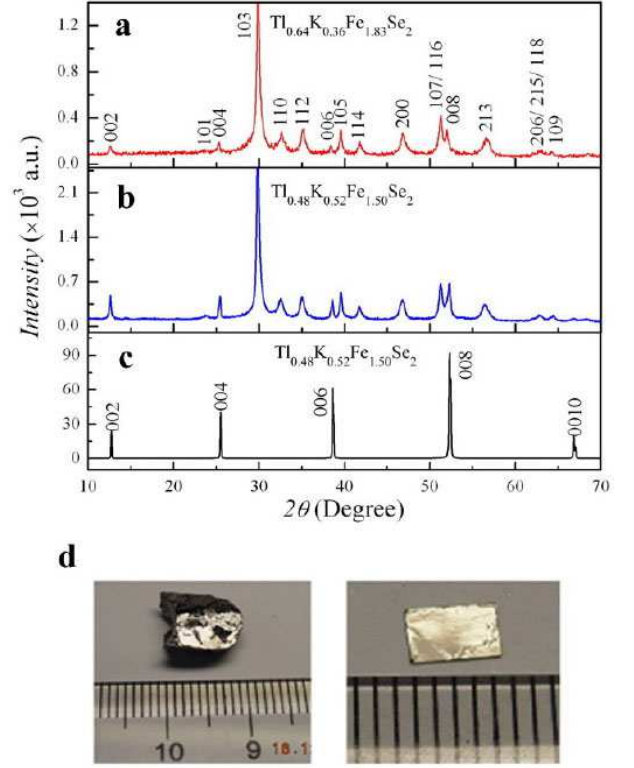 a
Tl0.64K0.36Fe1.83Se2
1.2
0.8
0.4
0.0
002
101
004
103
110
112
006
105
114
200
107/ 116
008
213
206/ 215/ 118
109
b
Tl0.48K0.52Fe1.50Se2
2.1
1.4
0.7
0.0
Intensity (×10³ a.u.)
c
Tl0.48K0.52Fe1.50Se2
90
60
30
0
002
004
006
008
0010
10 20 30 40 50 60 70
2θ (Degree)
d
10 9 18.1